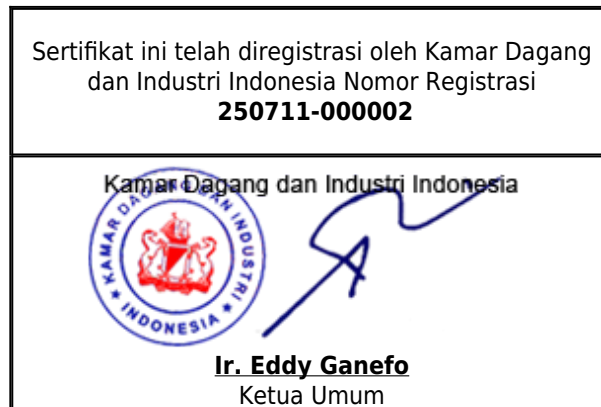 Sertifikat ini telah diregistrasi oleh Kamar Dagang
dan Industri Indonesia Nomor Registrasi
250711-000002
Kamar Dagang dan Industri Indonesia
KAMAR DAGANG DAN INDUSTRI
INDONESIA
Ir. Eddy Ganefo
Ketua Umum